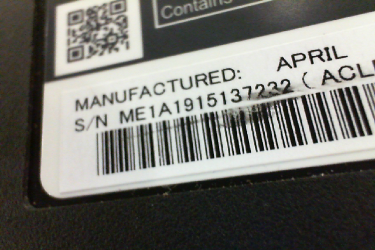 Contains
MANUFACTURED: APRIL
S/N ME1A1915137232 ( ACL